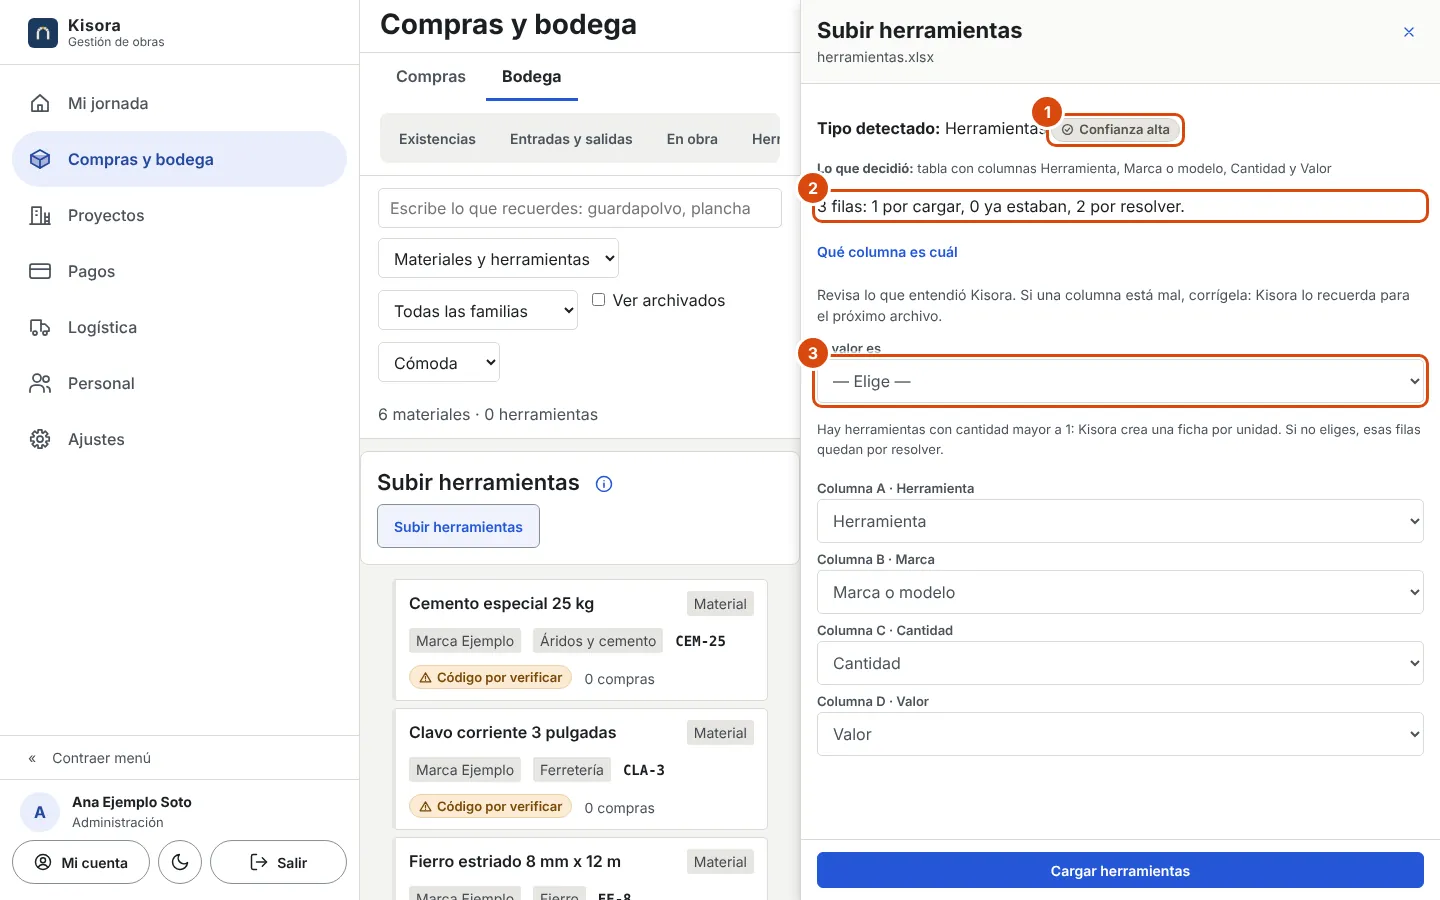 Kisora
Gestión de obras
Mi jornada
Compras y bodega
Proyectos
Pagos
Logística
Personal
Ajustes
« Contraer menú
A
Ana Ejemplo Soto
Administración
Mi cuenta
Salir
Compras y bodega
Compras
Bodega
Existencias
Entradas y salidas
En obra
Herr
Escribe lo que recuerdes: guardapolvo, plancha
Materiales y herramientas
Todas las familias
Ver archivados
Cómoda
6 materiales · 0 herramientas
Subir herramientas
Subir herramientas
Cemento especial 25 kg
Material
Marca Ejemplo
Áridos y cemento
CEM-25
Código por verificar
0 compras
Clavo corriente 3 pulgadas
Material
Marca Ejemplo
Ferretería
CLA-3
Código por verificar
0 compras
Fierro estriado 8 mm x 12 m
Material
Marca Ejemplo
Fierro
Subir herramientas
herramientas.xlsx
1
Tipo detectado: Herramientas
Confianza alta
Lo que decidió: tabla con columnas Herramienta, Marca o modelo, Cantidad y Valor
2
3 filas: 1 por cargar, 0 ya estaban, 2 por resolver.
Qué columna es cuál
Revisa lo que entendió Kisora. Si una columna está mal, corrígela: Kisora lo recuerda para
el próximo archivo.
3
valor es
— Elige —
Hay herramientas con cantidad mayor a 1: Kisora crea una ficha por unidad. Si no eliges, esas filas
quedan por resolver.
Columna A · Herramienta
Herramienta
Columna B · Marca
Marca o modelo
Columna C · Cantidad
Cantidad
Columna D · Valor
Valor
Cargar herramientas